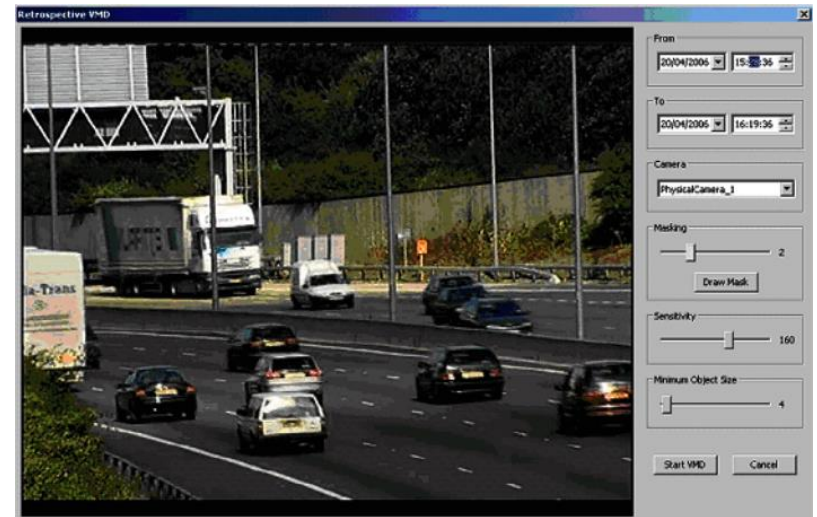 Retrospective VMD
From
20/04/2006
To
20/04/2006 16:19:36
Camera
PhysicalCamera_1
Masking
2
Draw Mask
Sensitivity
160
Minimum Object Size
4
Start VMD Cancel